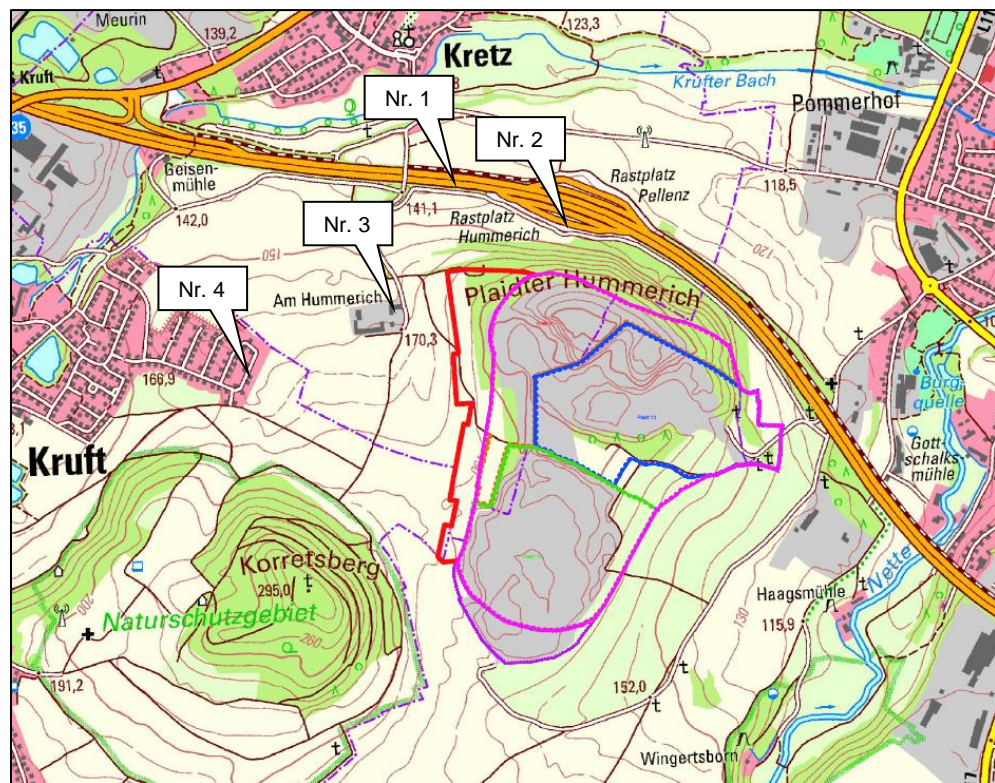 Meurin
139,2
Kretz
123,3
L11
Kruft
Nr. 1
Krufter Bach
Pommerhof
35
Nr. 2
Geisen-
mühle
142,0
141,1
Rastplatz
Pellenz
118,5
Rastplatz
Hummerich
Nr. 3
150
120
Nr. 4
Am Hummerich
Plaidter Hummerich
170,3
166,9
Burg-
quelle
Gott-
schalks-
mühle
Kruft
Korretsberg
295,0
Naturschutzgebiet
200
260
Nette
Haagsmühle
115,9
130
191,2
152,0
Wingertsborn